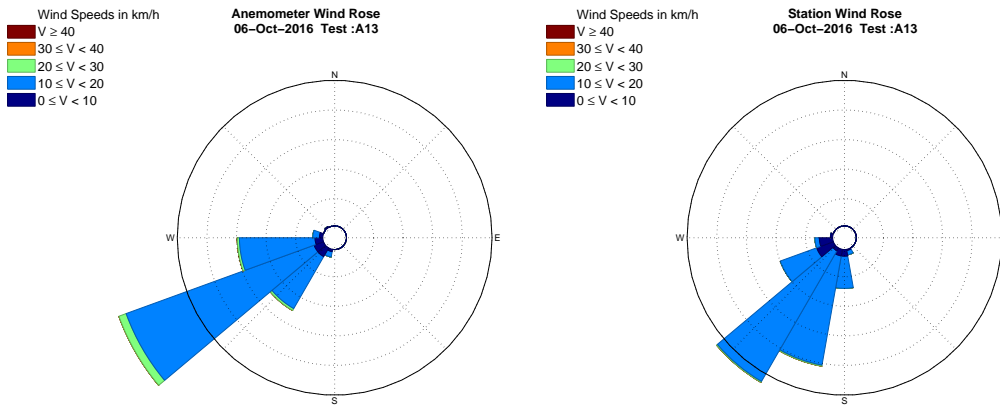 Wind Speeds in km/h
V ≥ 40
30 ≤ V < 40
20 ≤ V < 30
10 ≤ V < 20
0 ≤ V < 10
Anemometer Wind Rose
06−Oct−2016 Test :A13
N
W
E
S
Wind Speeds in km/h
V ≥ 40
30 ≤ V < 40
20 ≤ V < 30
10 ≤ V < 20
0 ≤ V < 10
Station Wind Rose
06−Oct−2016 Test :A13
N
W
S